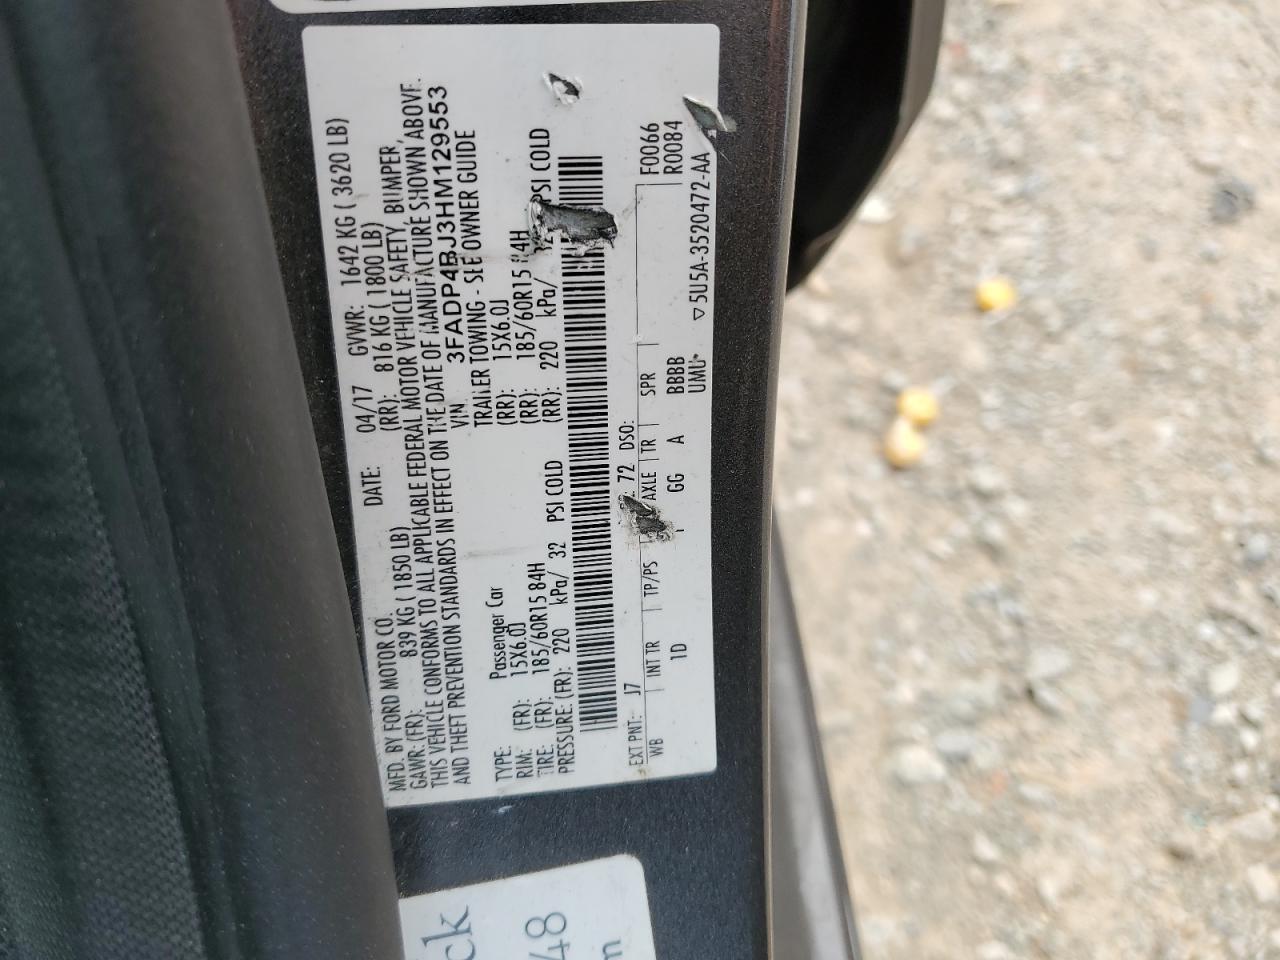 MFD. BY FORD MOTOR CO. DATE: 04/17 GVWR: 1642 KG ( 3620 LB)
GAWR: (FR): 839 KG ( 1850 LB) (RR): 816 KG ( 1800 LB)
THIS VEHICLE CONFORMS TO ALL APPLICABLE FEDERAL MOTOR VEHICLE SAFETY, BUMPER,
AND THEFT PREVENTION STANDARDS IN EFFECT ON THE DATE OF MANUFACTURE SHOWN ABOVE.
VIN 3FADP4BJ3HM129553
TYPE: Passenger Car TRAILER TOWING - SEE OWNER GUIDE
RIM: (FR): 15X6.0J (RR): 15X6.0J
TIRE: (FR): 185/60R15 84H (RR): 185/60R15 84H
PRESSURE: (FR): 220 kPa/ 32 PSI COLD (RR): 220 kPa/ PSI COLD
EXT PNT: J7 72 DSO: F0066
WB INT TR TP/PS AXLE TR SPR R0084
1D GG A BBBB
UMU* ▽ 5U5A-3520472-AA
ck
48